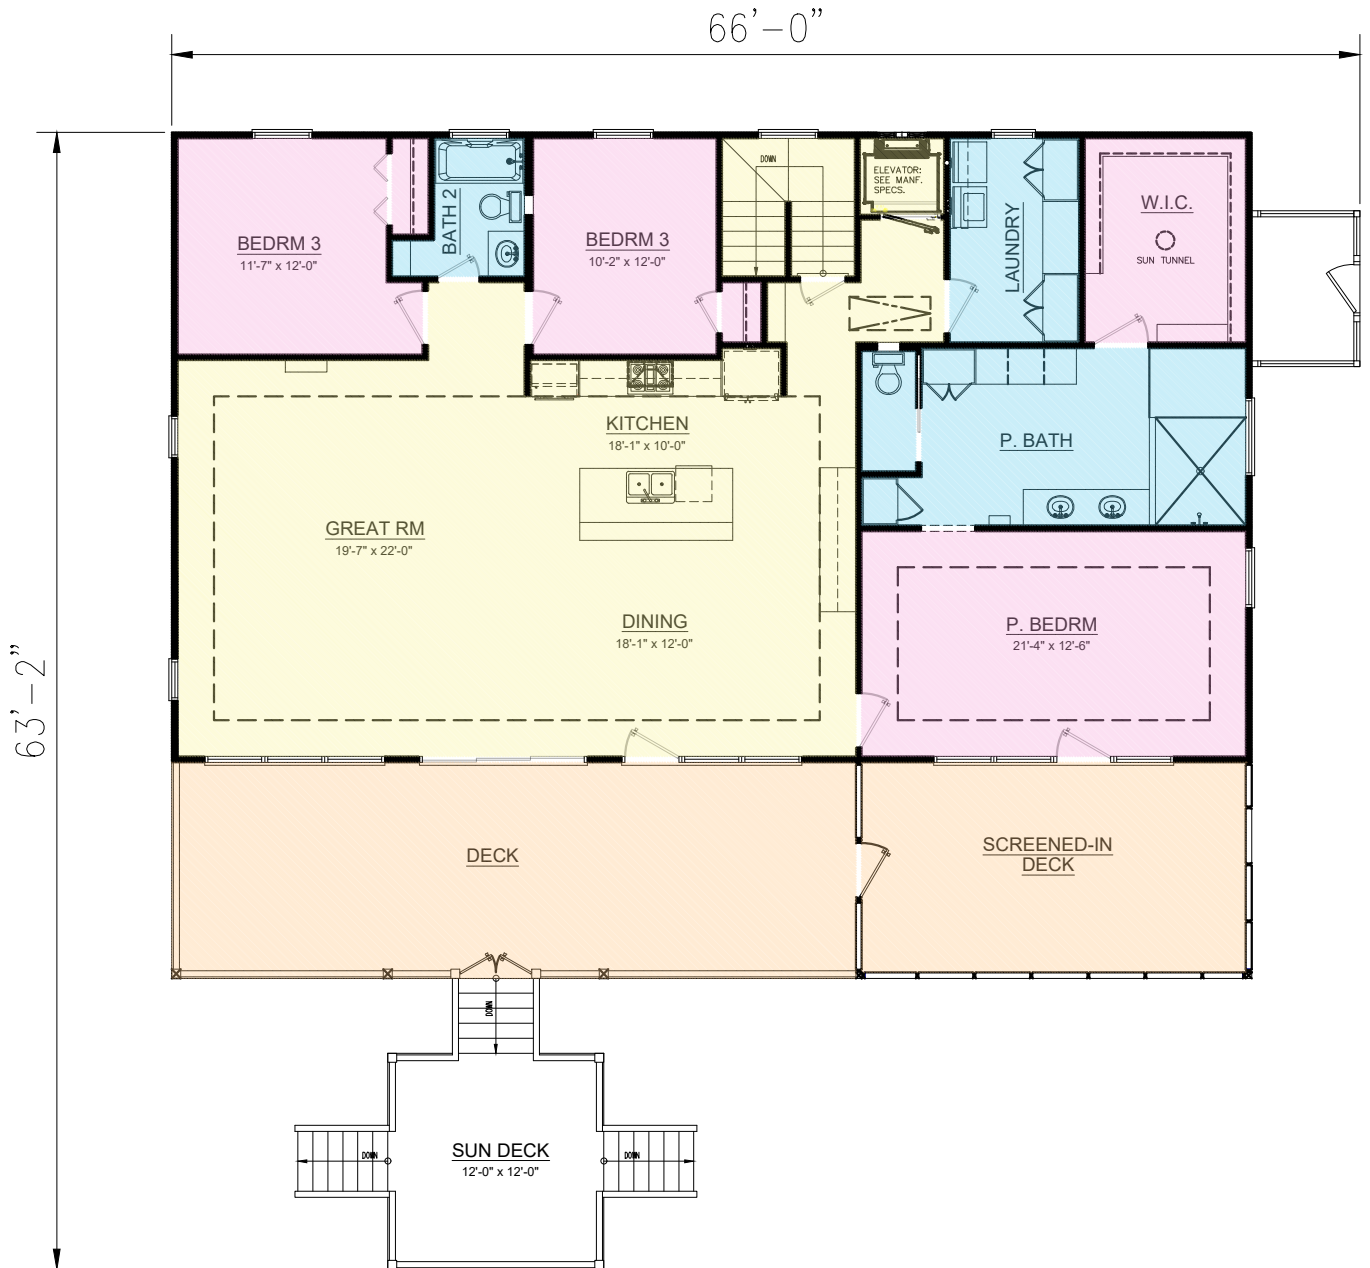 66'-0"
63'-2"
BEDRM 3
11'-7" x 12'-0"
BATH 2
BEDRM 3
10'-2" x 12'-0"
DOWN
ELEVATOR:
SEE MANF.
SPECS.
LAUNDRY
W.I.C.
SUN TUNNEL
KITCHEN
18'-1" x 10'-0"
P. BATH
GREAT RM
19'-7" x 22'-0"
DINING
18'-1" x 12'-0"
P. BEDRM
21'-4" x 12'-6"
DECK
SCREENED-IN
DECK
DOWN
DOWN
SUN DECK
12'-0" x 12'-0"
DOWN